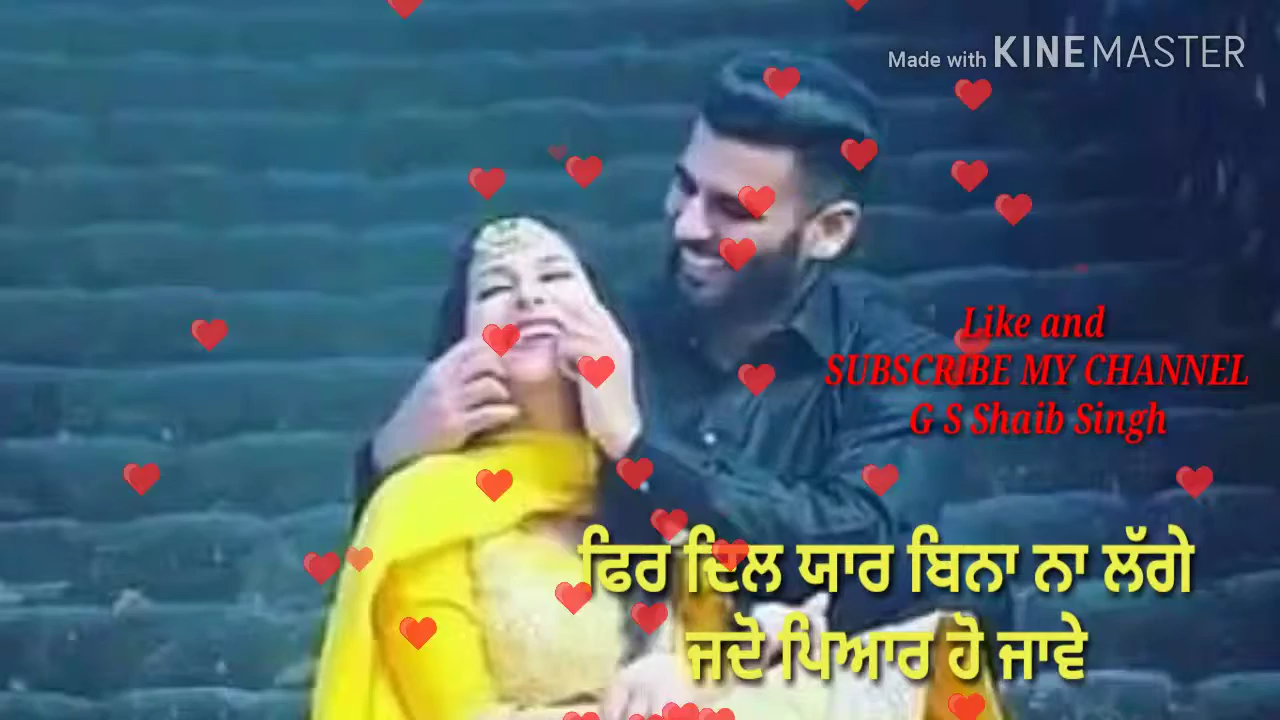 Made with KINEMASTER
Like and
SUBSCRIBE MY CHANNEL
G S Shaib Singh
ਫਿਰ ਦਿਲ ਯਾਰ ਬਿਨਾ ਨਾ ਲੱਗੇ
ਜਦੋ ਪਿਆਰ ਹੋ ਜਾਵੇ